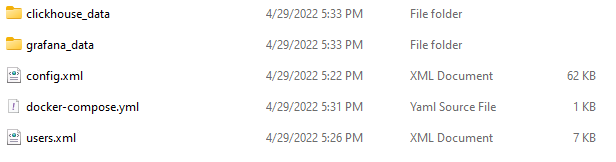 clickhouse_data 4/29/2022 5:33 PM File folder
grafana_data 4/29/2022 5:33 PM File folder
config.xml 4/29/2022 5:22 PM XML Document 62 KB
docker-compose.yml 4/29/2022 5:31 PM Yaml Source File 1 KB
users.xml 4/29/2022 5:26 PM XML Document 7 KB